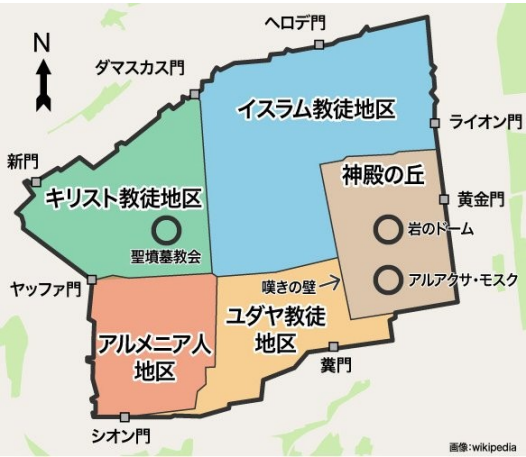 ヘロデ門
N
ダマスカス門
イスラム教徒地区
ライオン門
新門
神殿の丘
キリスト教徒地区
黄金門
岩のドーム
聖墳墓教会
アルアクサ・モスク
嘆きの壁
ヤッファ門
ユダヤ教徒
地区
アルメニア人
地区
糞門
シオン門
画像:wikipedia